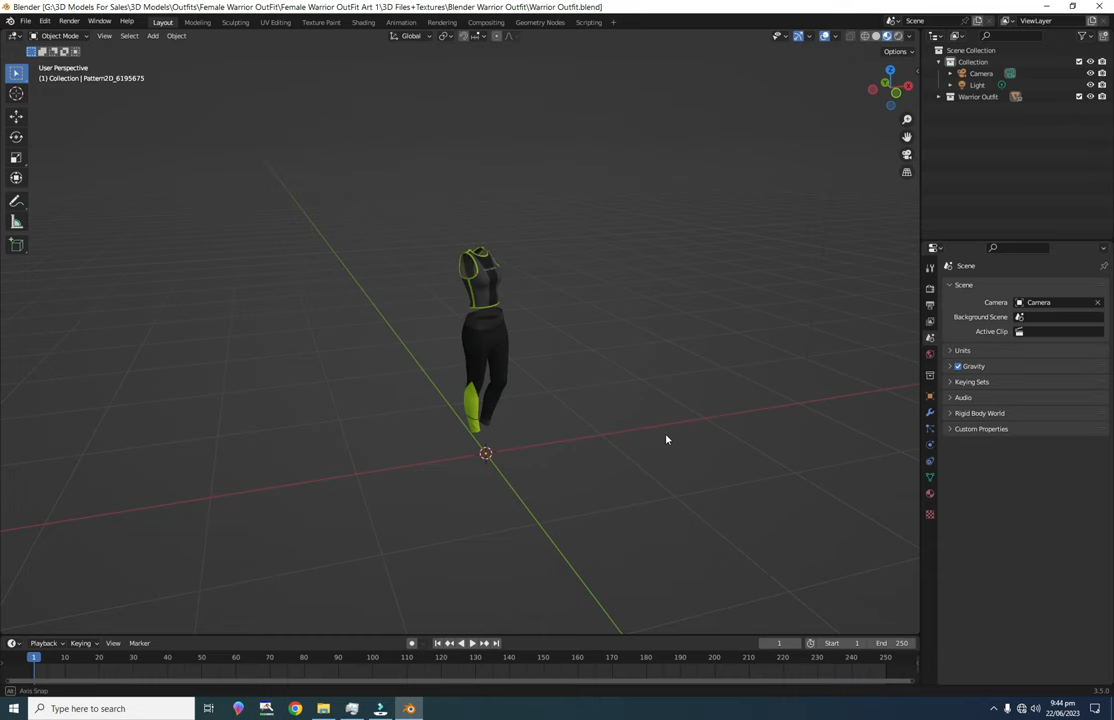 Blender [G:\3D Models For Sales\3D Models\Outfits\Female Warrior OutFit\Female Warrior OutFit Art 1\3D Files+Textures\Blender Warrior Outfit\Warrior Outfit.blend]
File Edit Render Window Help Layout Modeling Sculpting UV Editing Texture Paint Shading Animation Rendering Compositing Geometry Nodes Scripting + Scene ViewLayer
Object Mode View Select Add Object Global
Options
User Perspective
(1) Collection | Pattern2D_6195675
Z
X
Y
Scene Collection
Collection
Camera
Light
Warrior Outfit
Scene
Scene
Camera Camera
Background Scene
Active Clip
Units
Gravity
Keying Sets
Audio
Rigid Body World
Custom Properties
Playback Keying View Marker 1 Start 1 End 250
1 10 20 30 40 50 60 70 80 90 100 110 120 130 140 150 160 170 180 190 200 210 220 230 240 250
Alt Axis Snap 3.5.0
Type here to search
9:44 pm
22/06/2023